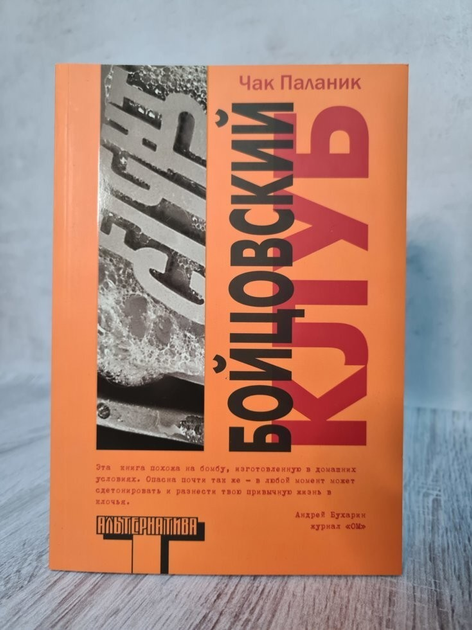 Чак Паланик
БОЙЦОВСКИЙ
КЛУБ
Эта книга похожа на бомбу, изготовленную в домашних
условиях. Опасна почти так же – в любой момент может
сдетонировать и разнести твою привычную жизнь в
клочья.
Андрей Бухарин
журнал «ОМ»
АЛЬТЕРНАТИВА